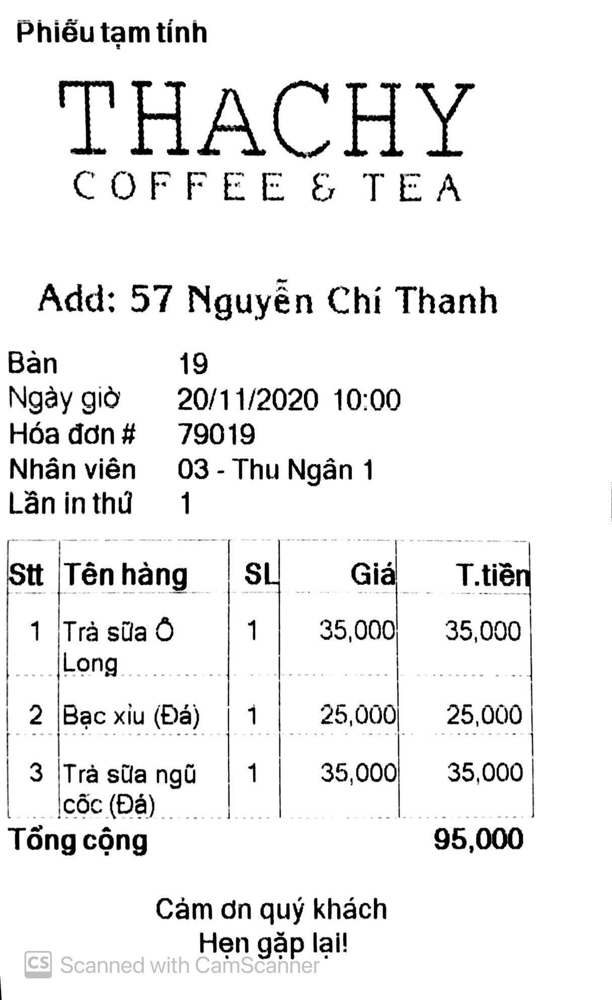 Phiếu tạm tính
THACHY
COFFEE & TEA
Add: 57 Nguyễn Chí Thanh
Bàn 19
Ngày giờ 20/11/2020 10:00
Hóa đơn # 79019
Nhân viên 03 - Thu Ngân 1
Lần in thứ 1
Stt Tên hàng SL Giá T.tiền
1 Trà sữa Ô 1 35,000 35,000
Long
2 Bạc xỉu (Đá) 1 25,000 25,000
3 Trà sữa ngũ 1 35,000 35,000
cốc (Đá)
Tổng cộng 95,000
Cảm ơn quý khách
Hẹn gặp lại!
CS Scanned with CamScanner